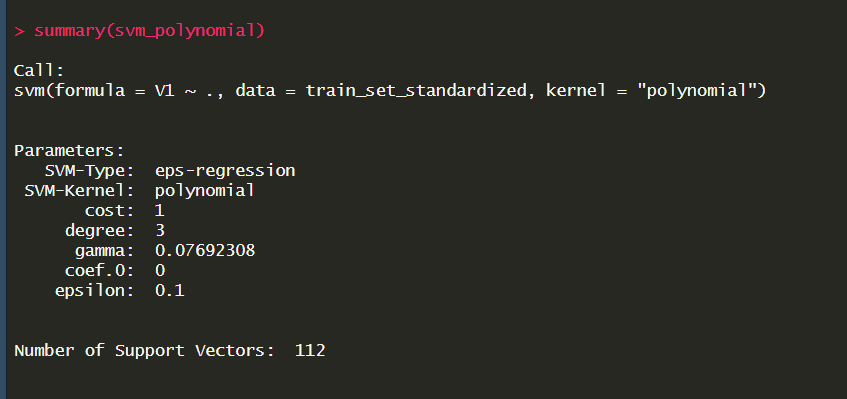 > summary(svm_polynomial)
Call:
svm(formula = V1 ~ ., data = train_set_standardized, kernel = "polynomial")
Parameters:
SVM-Type: eps-regression
SVM-Kernel: polynomial
cost: 1
degree: 3
gamma: 0.07692308
coef.0: 0
epsilon: 0.1
Number of Support Vectors: 112